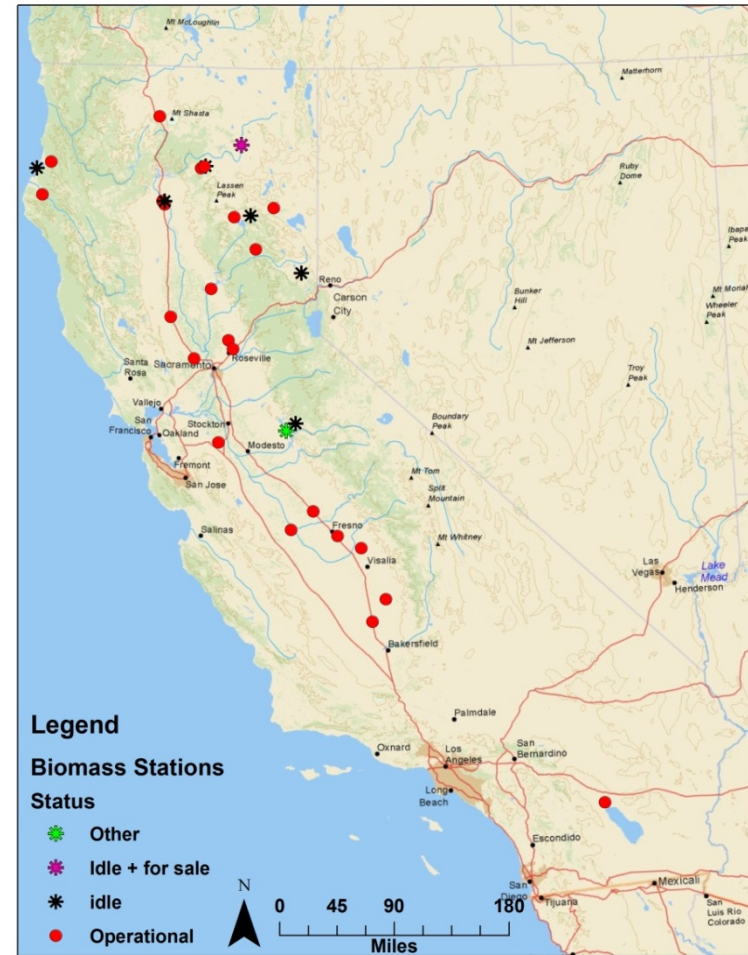 Mt McLoughlin
Matterhorn
Mt Shasta
Ruby
Dome
Lassen
Peak
Ibapa
Peak
Reno
Carson
City
Bunker
Hill
Mt Moriah
Wheeler
Peak
Mt Jefferson
Santa
Rosa
Sacramento
Roseville
Troy
Peak
Vallejo
San
Francisco
Oakland
Stockton
Boundary
Peak
Modesto
Fremont
San Jose
Mt Tom
Split
Mountain
Salinas
Fresno
Mt Whitney
Visalia
Las
Vegas
Lake
Mead
Henderson
Bakersfield
Palmdale
Oxnard
Los
Angeles
San
Bernardino
Long
Beach
Escondido
San
Diego
Tijuana
Mexicali
San
Luis Rio
Colorado
Legend
Biomass Stations
Status
Other
Idle + for sale
idle
Operational
N
0 45 90 180
Miles